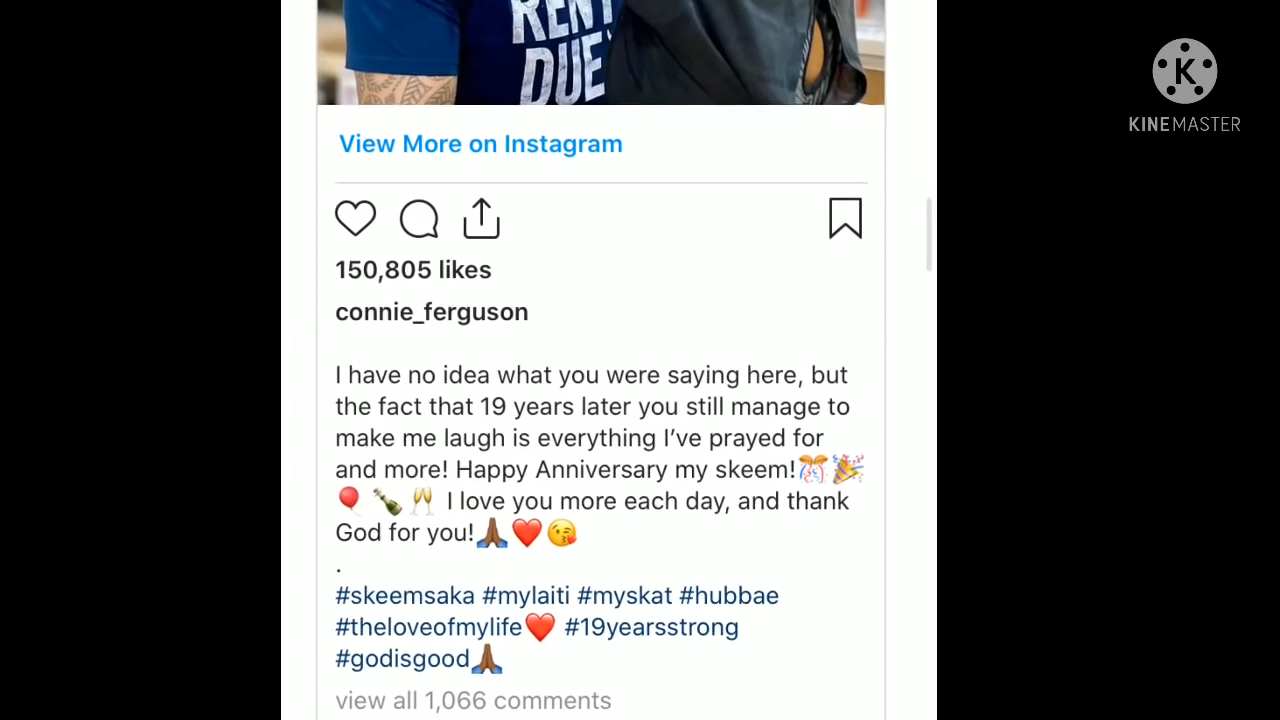 RENT
DUE
View More on Instagram
K
KINEMASTER
150,805 likes
connie_ferguson
I have no idea what you were saying here, but
the fact that 19 years later you still manage to
make me laugh is everything I’ve prayed for
and more! Happy Anniversary my skeem!🎊🎉
🎈🍾🥂 I love you more each day, and thank
God for you!🙏🏾❤️😘
.
#skeemsaka #mylaiti #myskat #hubbae
#theloveofmylife❤️ #19yearsstrong
#godisgood🙏🏾
view all 1,066 comments